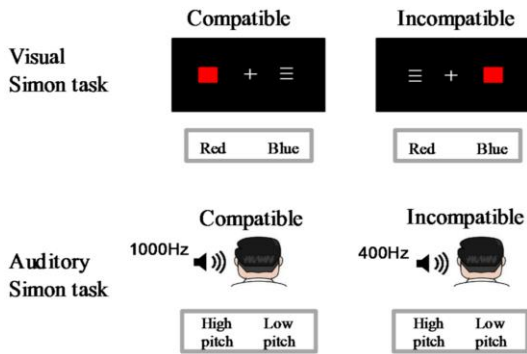 Compatible Incompatible
Visual
Simon task
Red Blue Red Blue
Compatible Incompatible
1000Hz 400Hz
Auditory
Simon task
High Low High Low
pitch pitch pitch pitch